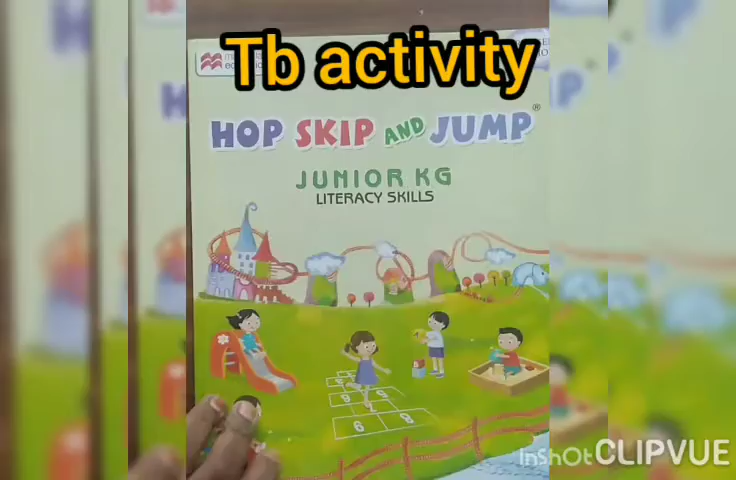 Tb activity
HOP SKIP AND JUMP®
JUNIOR KG
LITERACY SKILLS
InShOt CLIPVUE